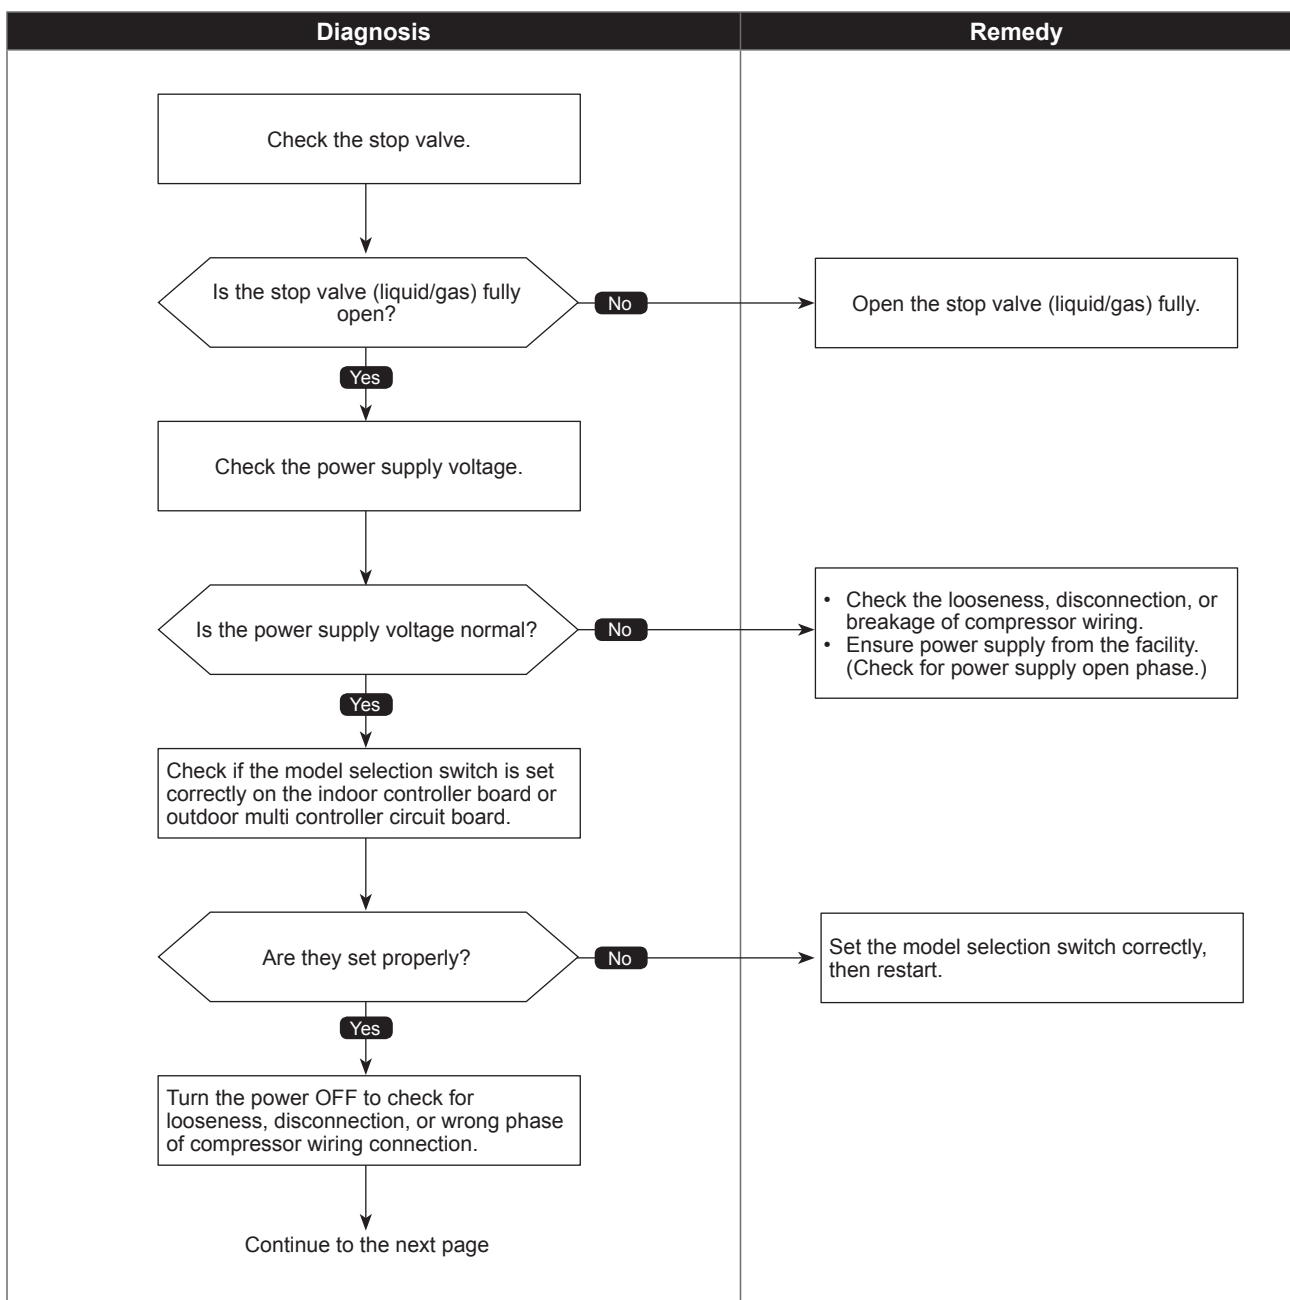 Diagnosis
Remedy
Check the stop valve.
Is the stop valve (liquid/gas) fully
open?
No
Open the stop valve (liquid/gas) fully.
Yes
Check the power supply voltage.
Is the power supply voltage normal?
No
• Check the looseness, disconnection, or
breakage of compressor wiring.
• Ensure power supply from the facility.
(Check for power supply open phase.)
Yes
Check if the model selection switch is set
correctly on the indoor controller board or
outdoor multi controller circuit board.
Are they set properly?
No
Set the model selection switch correctly,
then restart.
Yes
Turn the power OFF to check for
looseness, disconnection, or wrong phase
of compressor wiring connection.
Continue to the next page